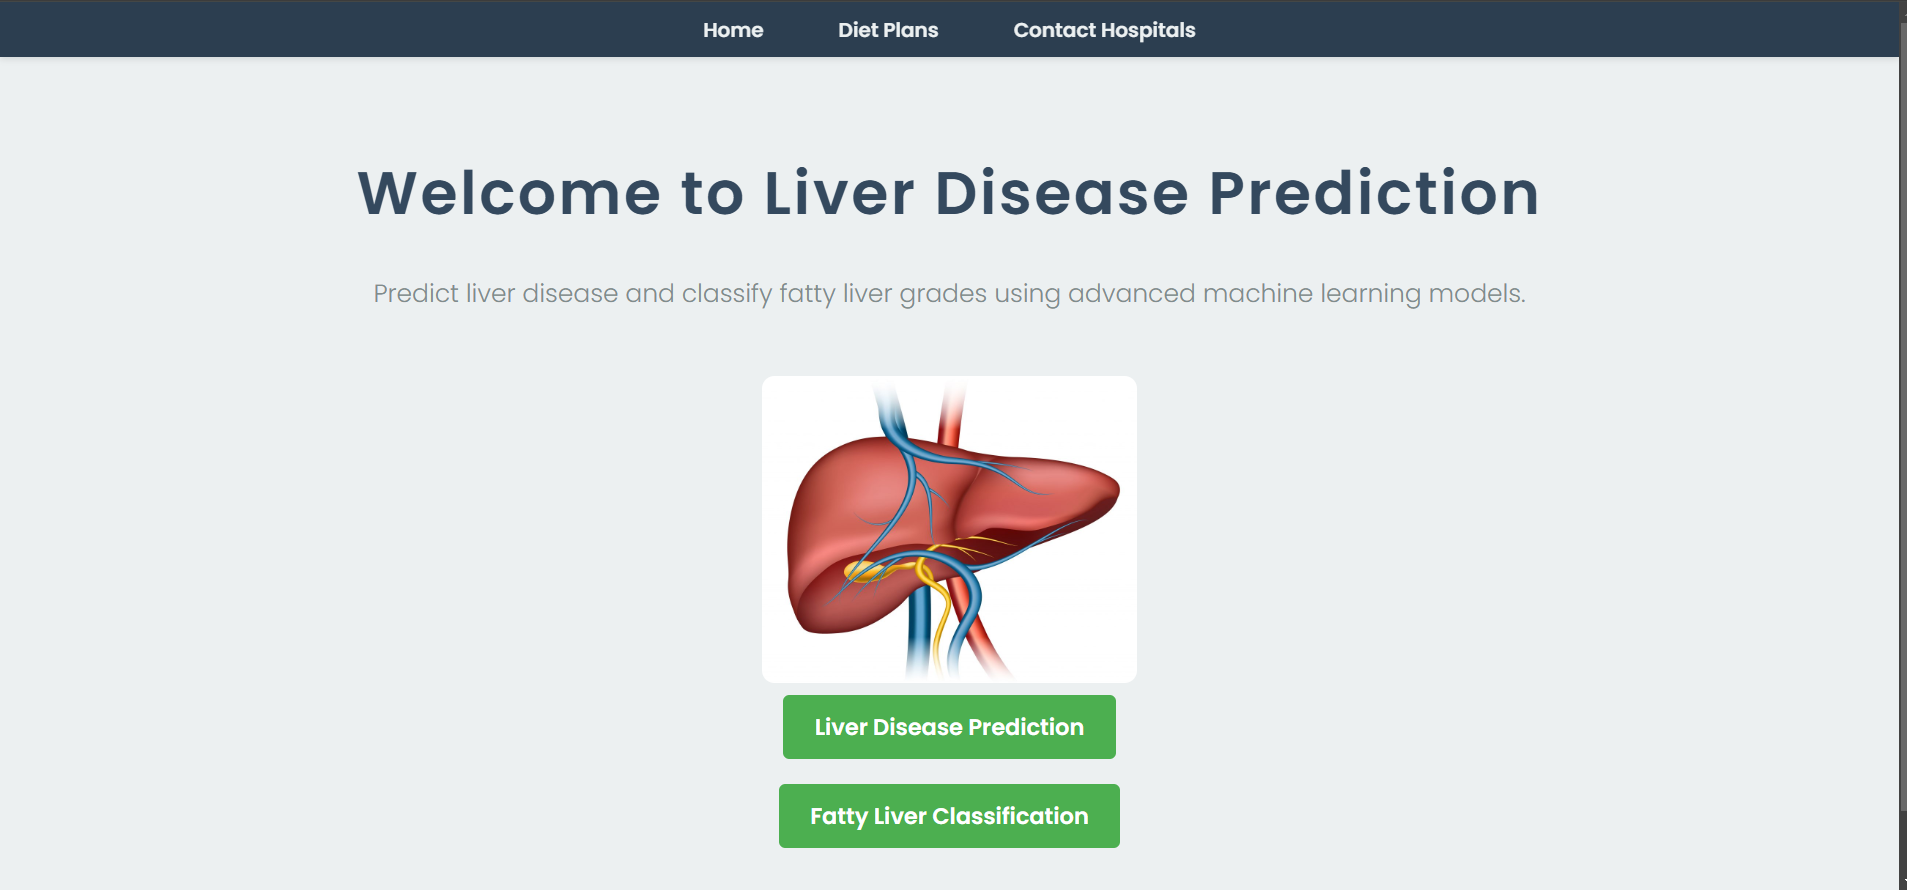 Home Diet Plans Contact Hospitals
Welcome to Liver Disease Prediction
Predict liver disease and classify fatty liver grades using advanced machine learning models.
Liver Disease Prediction
Fatty Liver Classification